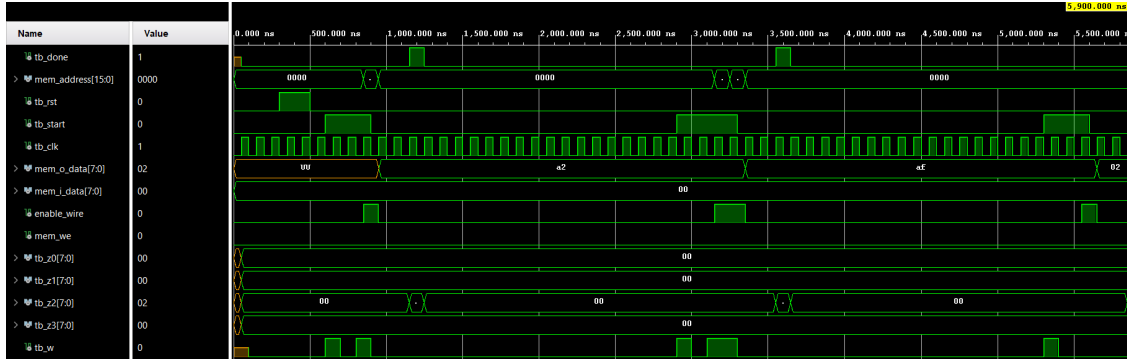 5,900.000 ns
Name Value
0.000 ns 500.000 ns 1,000.000 ns 1,500.000 ns 2,000.000 ns 2,500.000 ns 3,000.000 ns 3,500.000 ns 4,000.000 ns 4,500.000 ns 5,000.000 ns 5,500.000
tb_done 1
mem_address[15:0] 0000 0000 . 0000 . . 0000
tb_rst 0
tb_start 0
tb_clk 1
mem_o_data[7:0] 02 00 a2 af 02
mem_i_data[7:0] 00 00
enable_wire 0
mem_we 0
tb_z0[7:0] 00 00
tb_z1[7:0] 00 00
tb_z2[7:0] 02 00 . 00 . 00
tb_z3[7:0] 00 00
tb_w 0